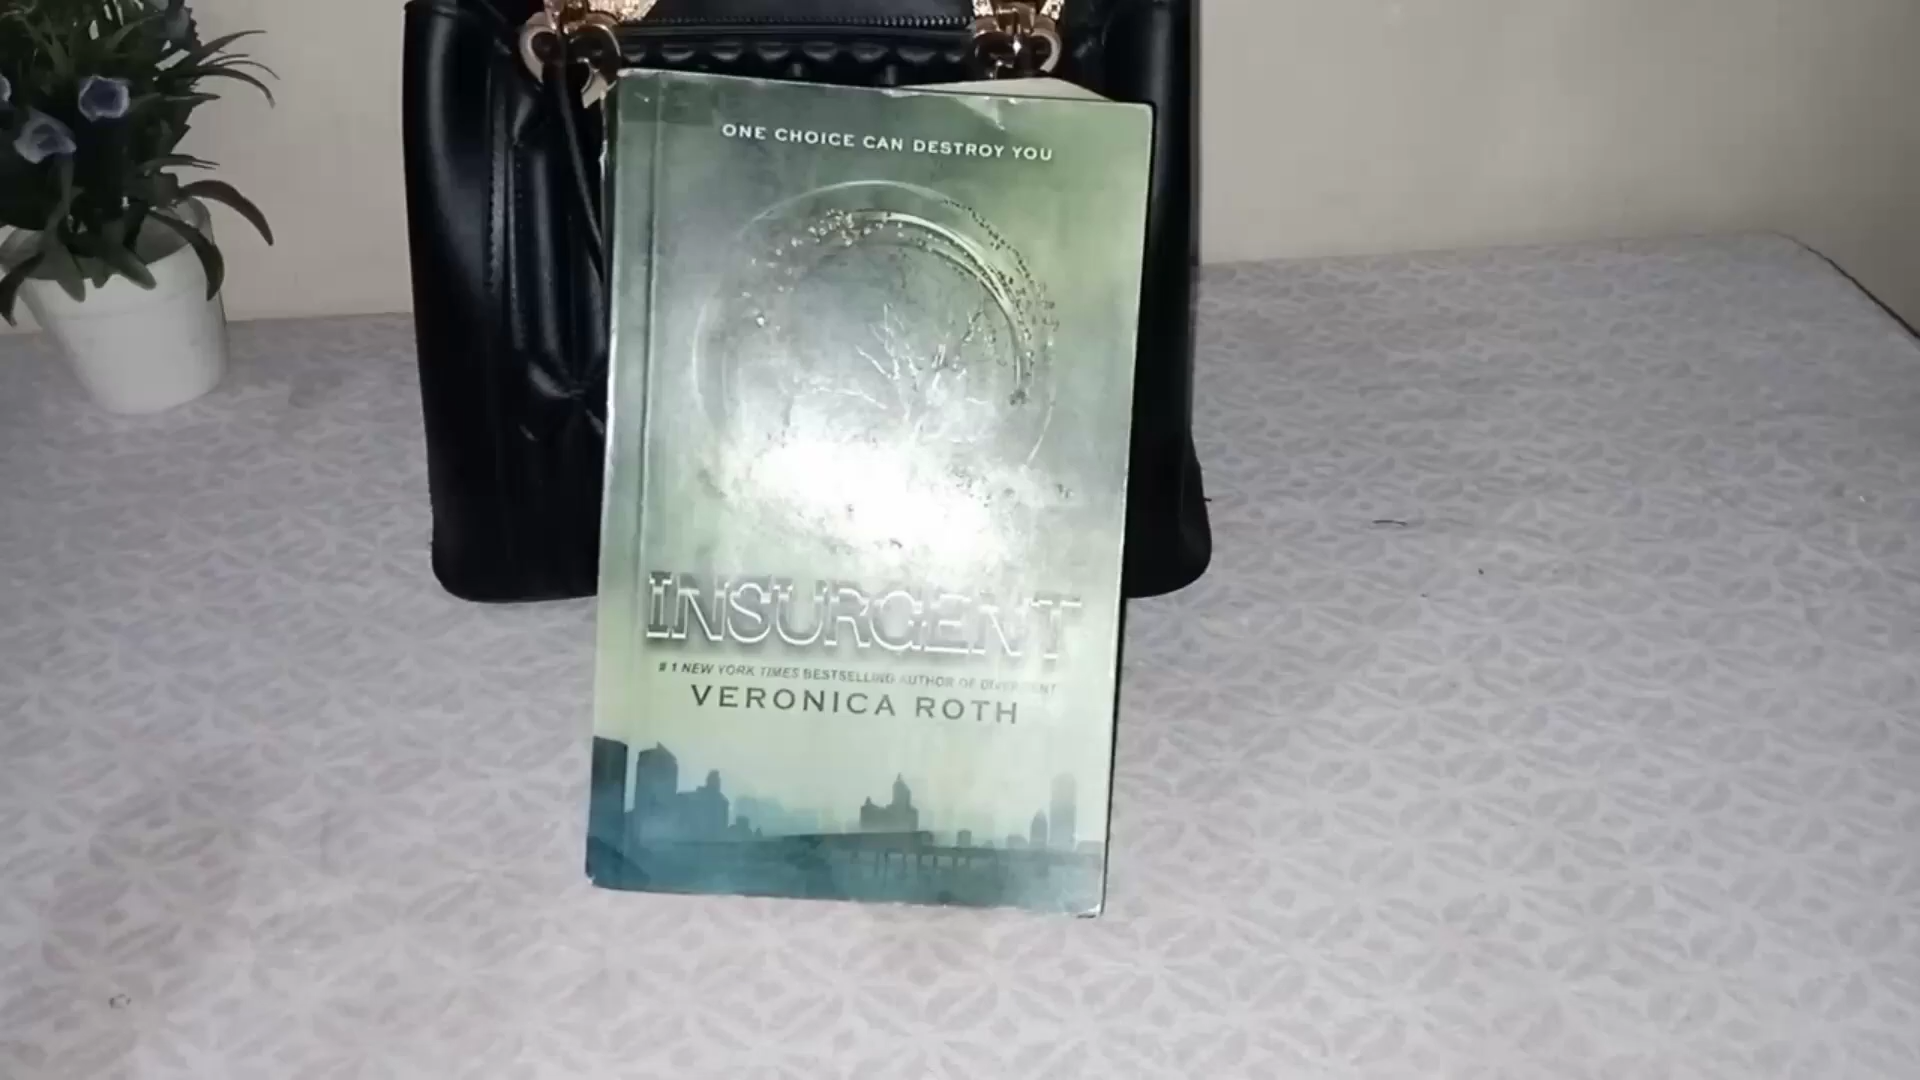 ONE CHOICE CAN DESTROY YOU
INSURGENT
# 1 NEW YORK TIMES BESTSELLING AUTHOR OF DIVERGENT
VERONICA ROTH